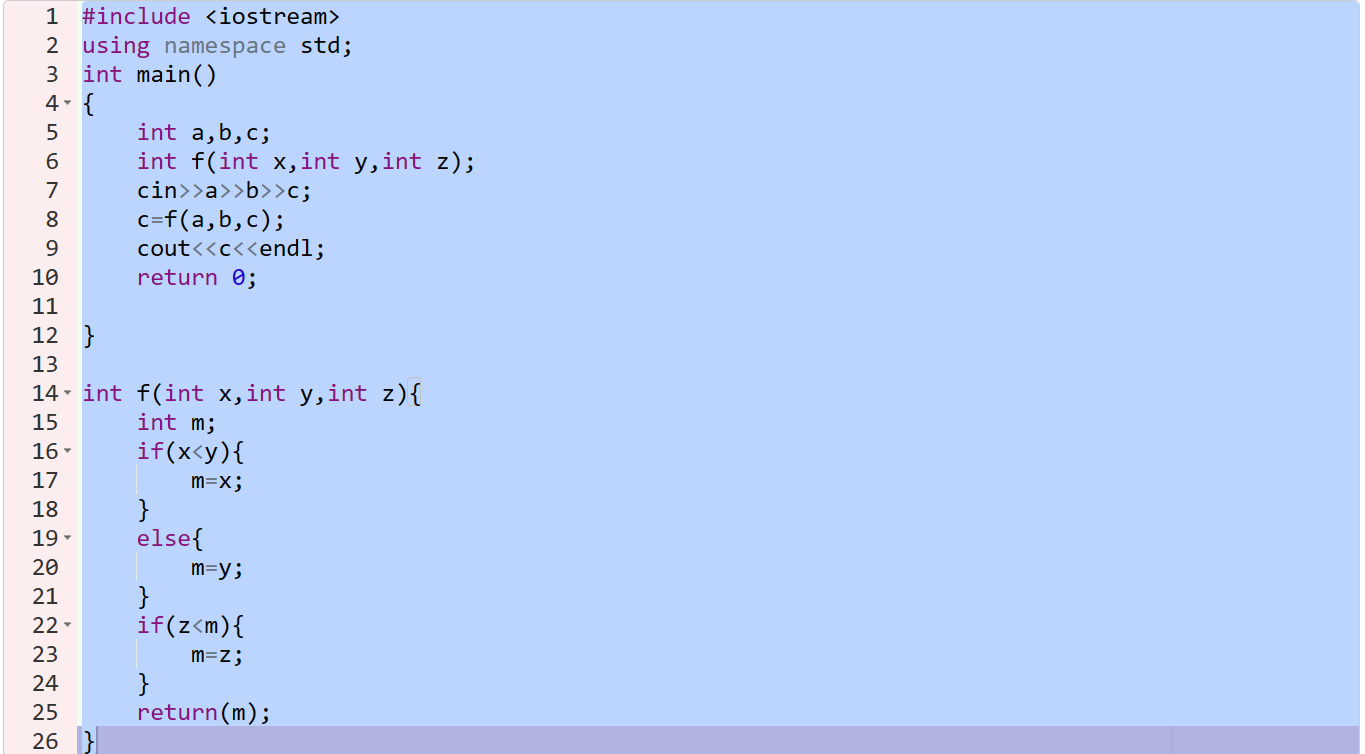 1 #include <iostream>
2 using namespace std;
3 int main()
4 {
5     int a,b,c;
6     int f(int x,int y,int z);
7     cin>>a>>b>>c;
8     c=f(a,b,c);
9     cout<<c<<endl;
10     return 0;
11
12 }
13
14 int f(int x,int y,int z){
15     int m;
16     if(x<y){
17         m=x;
18     }
19     else{
20         m=y;
21     }
22     if(z<m){
23         m=z;
24     }
25     return(m);
26 }